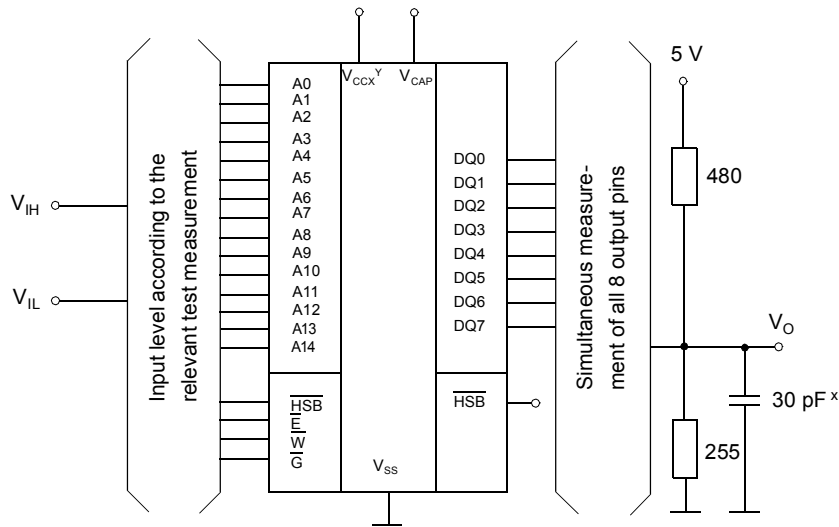 V_IH
V_IL
Input level according to the
relevant test measurement
A0
A1
A2
A3
A4
A5
A6
A7
A8
A9
A10
A11
A12
A13
A14
HSB
E
W
G
V_CCX^Y
V_CAP
V_SS
DQ0
DQ1
DQ2
DQ3
DQ4
DQ5
DQ6
DQ7
HSB
Simultaneous measure-
ment of all 8 output pins
5 V
480
V_O
30 pF ^x
255